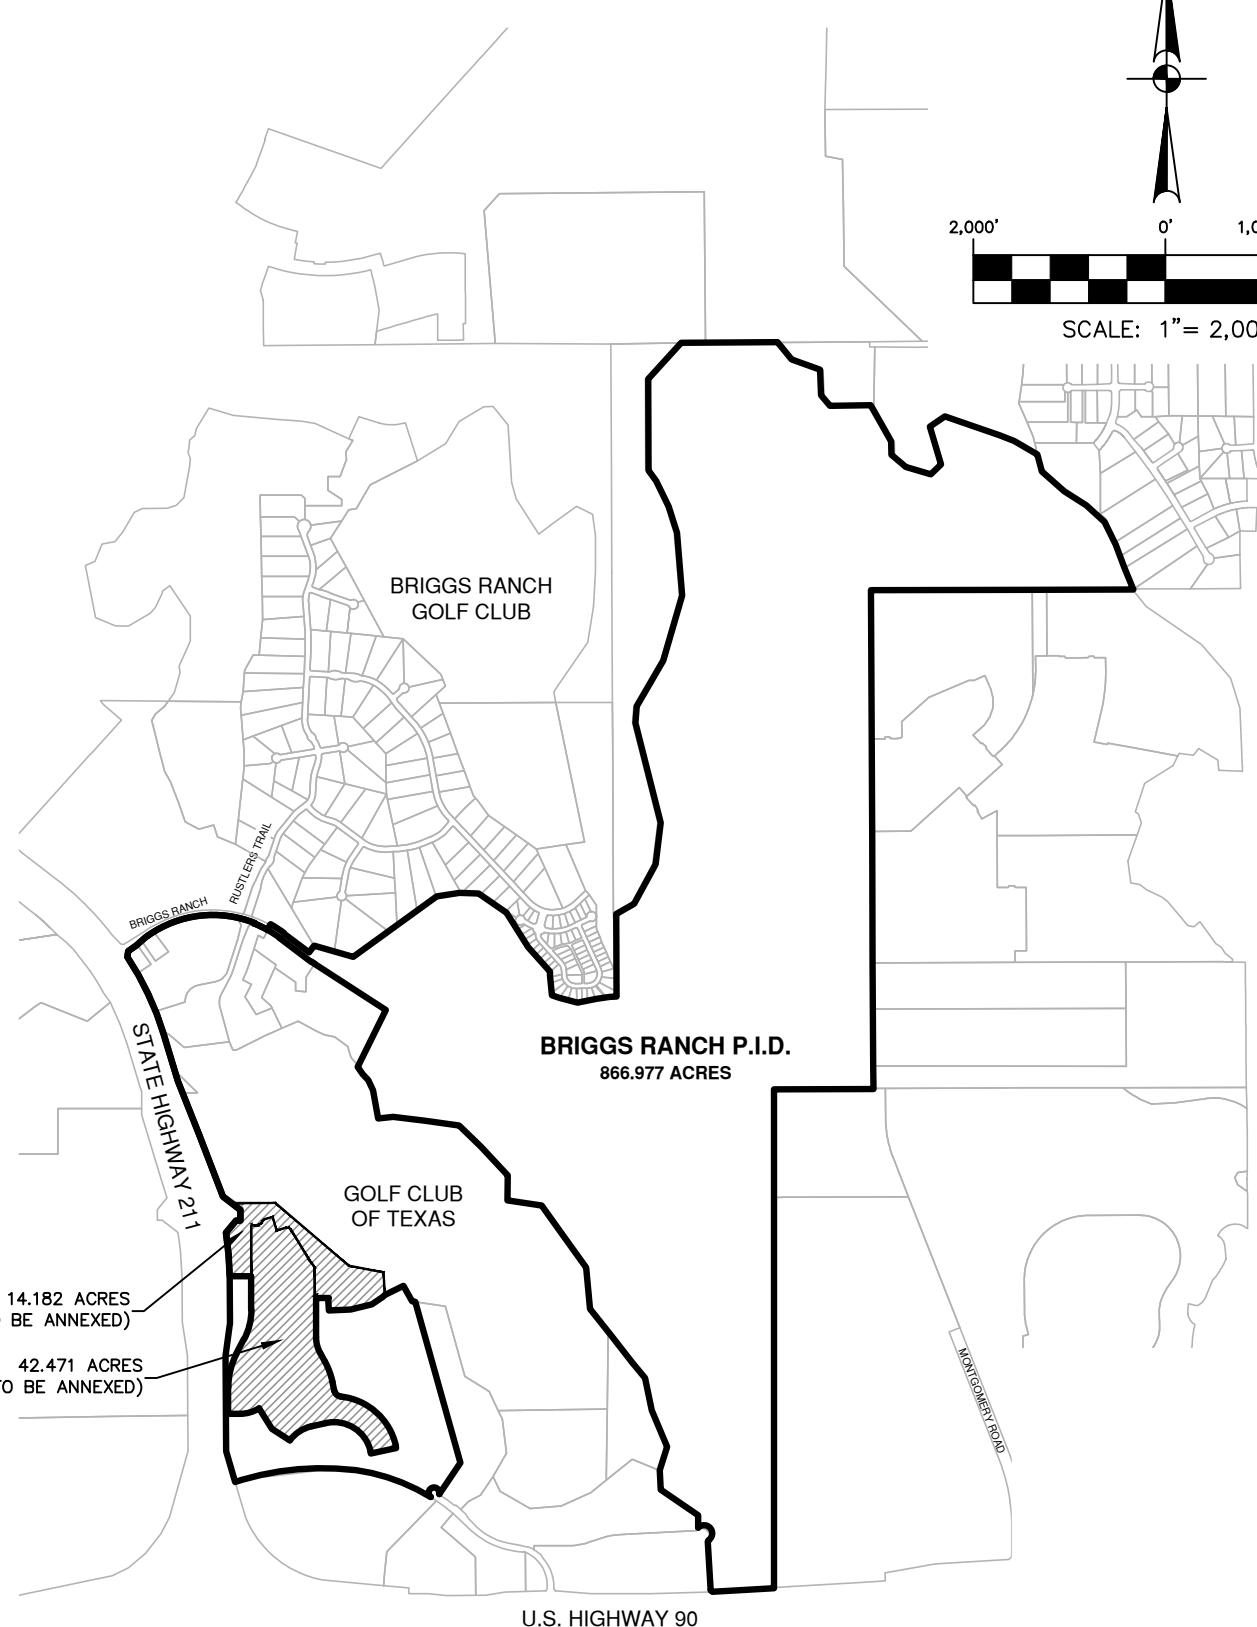 2,000' 0'
SCALE: 1"= 2,00
BRIGGS RANCH
GOLF CLUB
RUSTLERS TRAIL
BRIGGS RANCH
STATE HIGHWAY 211
BRIGGS RANCH P.I.D.
866.977 ACRES
GOLF CLUB
OF TEXAS
14.182 ACRES
BE ANNEXED)
42.471 ACRES
TO BE ANNEXED)
MONTGOMERY ROAD
U.S. HIGHWAY 90